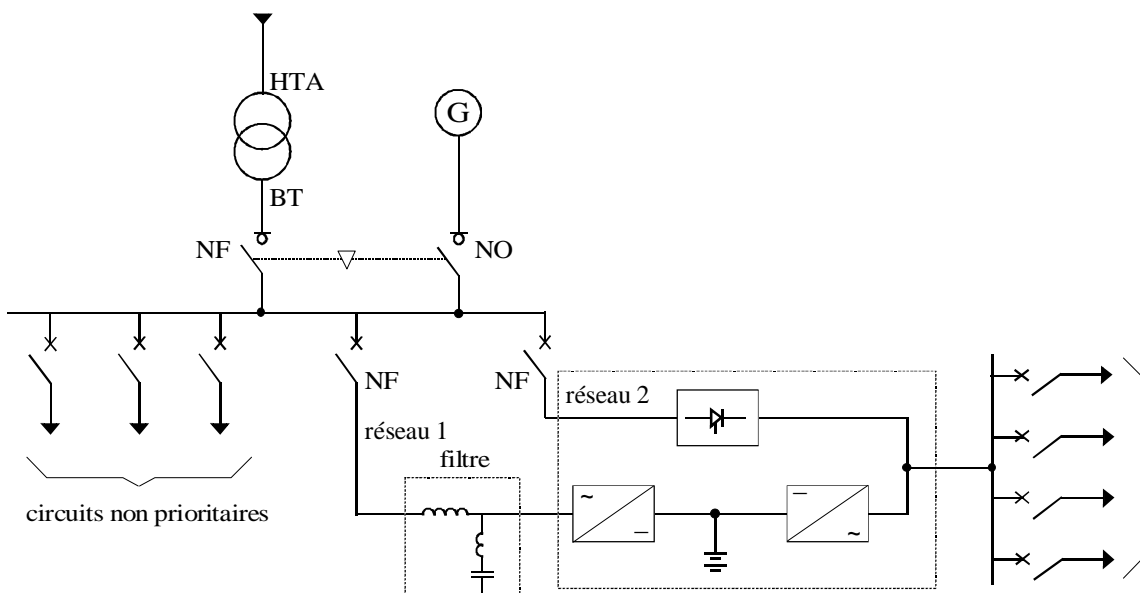 HTA
G
BT
NF
NO
NF
NF
réseau 2
réseau 1
filtre
~
–
–
~
circuits non prioritaires